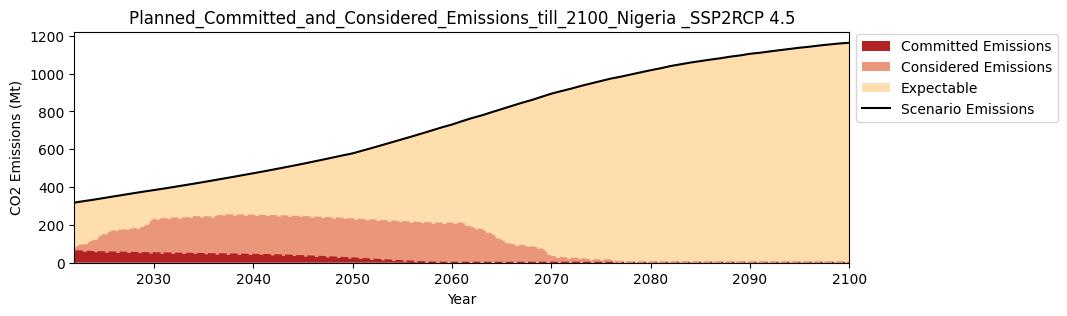 Planned_Committed_and_Considered_Emissions_till_2100_Nigeria _SSP2RCP 4.5
CO2 Emissions (Mt)
1200
1000
800
600
400
200
0
2030 2040 2050 2060 2070 2080 2090 2100
Year
Committed Emissions
Considered Emissions
Expectable
Scenario Emissions